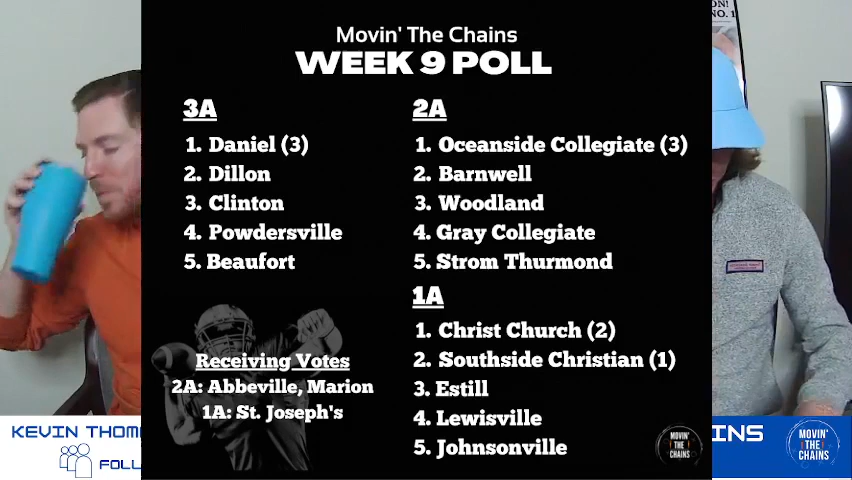 Movin' The Chains
WEEK 9 POLL
3A
1. Daniel (3)
2. Dillon
3. Clinton
4. Powdersville
5. Beaufort
Receiving Votes
2A: Abbeville, Marion
1A: St. Joseph's
2A
1. Oceanside Collegiate (3)
2. Barnwell
3. Woodland
4. Gray Collegiate
5. Strom Thurmond
1A
1. Christ Church (2)
2. Southside Christian (1)
3. Estill
4. Lewisville
5. Johnsonville
MOVIN'
THE
CHAINS
ON!
NO. 1
KEVIN THOM
FOLL
INS
MOVIN'
THE
CHAINS